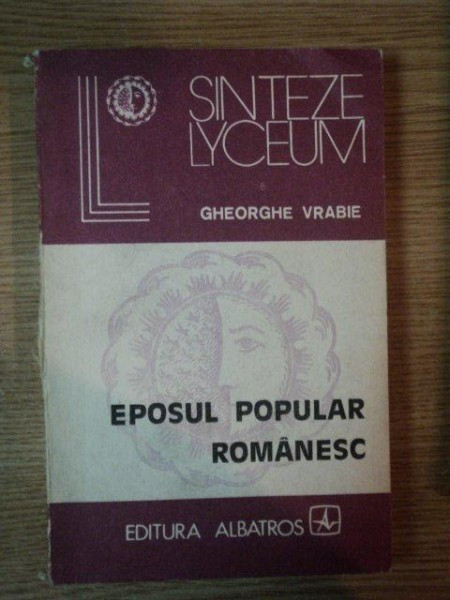 SINTEZE
LYCEUM
GHEORGHE VRABIE
EPOSUL POPULAR
ROMÂNESC
EDITURA ALBATROS